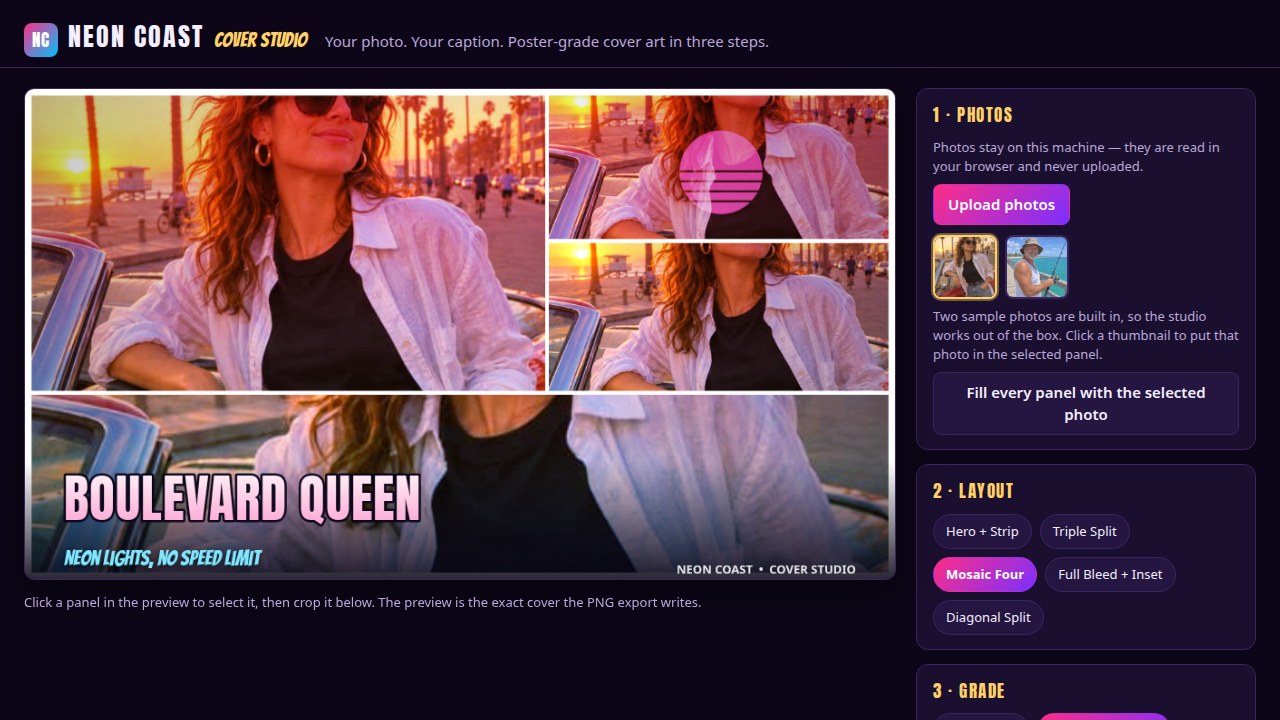 NC NEON COAST COVER STUDIO Your photo. Your caption. Poster-grade cover art in three steps.
BOULEVARD QUEEN
NEON LIGHTS, NO SPEED LIMIT
NEON COAST • COVER STUDIO
Click a panel in the preview to select it, then crop it below. The preview is the exact cover the PNG export writes.
1 · PHOTOS
Photos stay on this machine — they are read in
your browser and never uploaded.
Upload photos
Two sample photos are built in, so the studio
works out of the box. Click a thumbnail to put that
photo in the selected panel.
Fill every panel with the selected
photo
2 · LAYOUT
Hero + Strip
Triple Split
Mosaic Four
Full Bleed + Inset
Diagonal Split
3 · GRADE